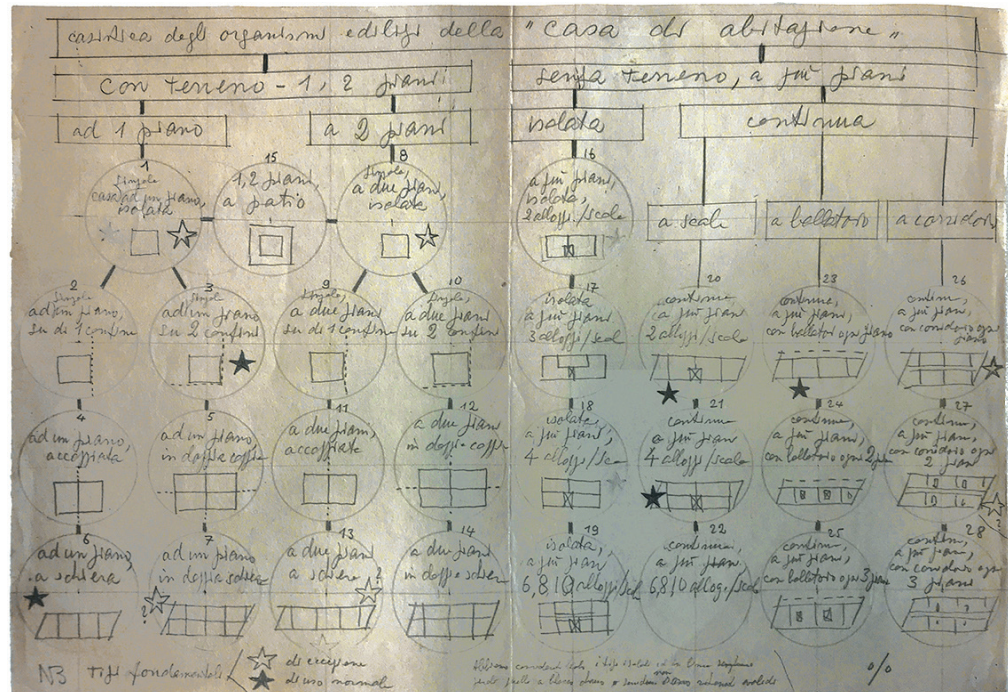 casistica degli organismi edilizi della "casa di abitazione"
con terreno - 1, 2 piani
senza terreno, a più piani
ad 1 piano
a 2 piani
isolata
continua
a scale
a ballatoio
a corridoio
1
Singola
casa ad un piano,
isolata
15
1, 2 piani,
a patio
8
Singola,
a due piani,
isolata
16
a più piani,
isolata,
2 alloggi/scala
2
Singola
ad un piano,
su di 1 confine
3
Singola
ad un piano
su 2 confini
9
Singola,
a due piani
su di 1 confine
10
Singola,
a due piani
su 2 confini
17
isolata
a più piani
3 alloggi/scal
20
continua
a più piani
2 alloggi/scala
23
continua,
a più piani,
con ballatoio ogni piano
26
continua,
a più piani,
con corridoio ogni
piano
4
ad un piano,
accoppiata
5
ad un piano,
in doppia coppia
11
a due piani,
accoppiate
12
a due piani
in doppia coppia
18
isolata,
a più piani,
4 alloggi/sca
21
continua,
a più piani
4 alloggi/scala
24
continua,
a più piani,
con ballatoio ogni 2
27
continua,
a più piani,
con corridoio ogni
2 piani
6
ad un piano,
a schiera
7
ad un piano
in doppia schiera
2
13
a due piani
a schiera
2
14
a due piani
in doppia schiera
19
isolata,
a più piani
6,8,10 alloggi/scal
22
continua,
a più piani,
6,8,10 allogg./scala
25
continua,
a più piani,
con ballatoio ogni 3 piani
28
contin.,
a più piani,
con corridoio ogni
3 piani
NB tipi fondamentali
di eccezione
di uso normale
o/o